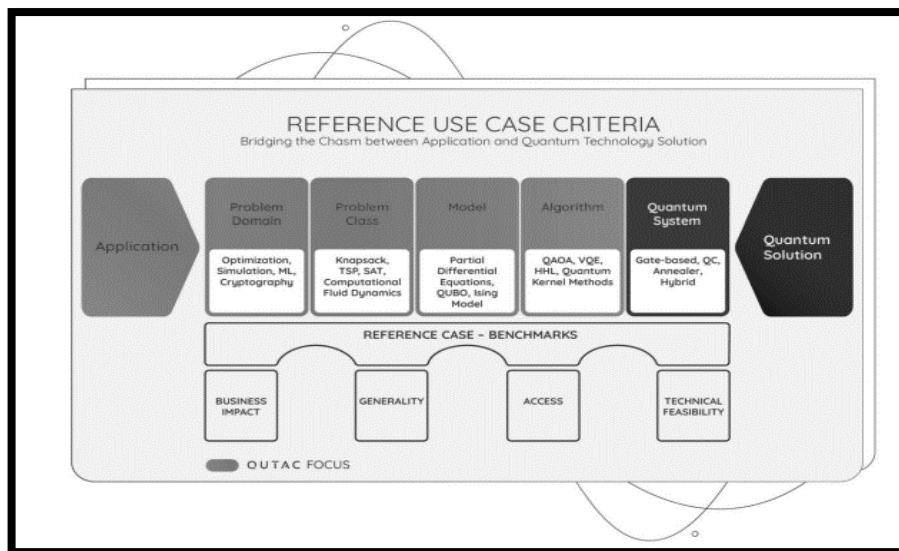 REFERENCE USE CASE CRITERIA
Bridging the Chasm between Application and Quantum Technology Solution
Application
Problem
Domain
Optimization,
Simulation, ML,
Cryptography
Problem
Class
Knapsack,
TSP, SAT,
Computational
Fluid Dynamics
Model
Partial
Differential
Equations,
QUBO, Ising
Model
Algorithm
QAOA, VQE,
HHL, Quantum
Kernel Methods
Quantum
System
Gate-based, QC,
Annealer,
Hybrid
Quantum
Solution
REFERENCE CASE – BENCHMARKS
BUSINESS
IMPACT
GENERALITY
ACCESS
TECHNICAL
FEASIBILITY
QUTAC FOCUS